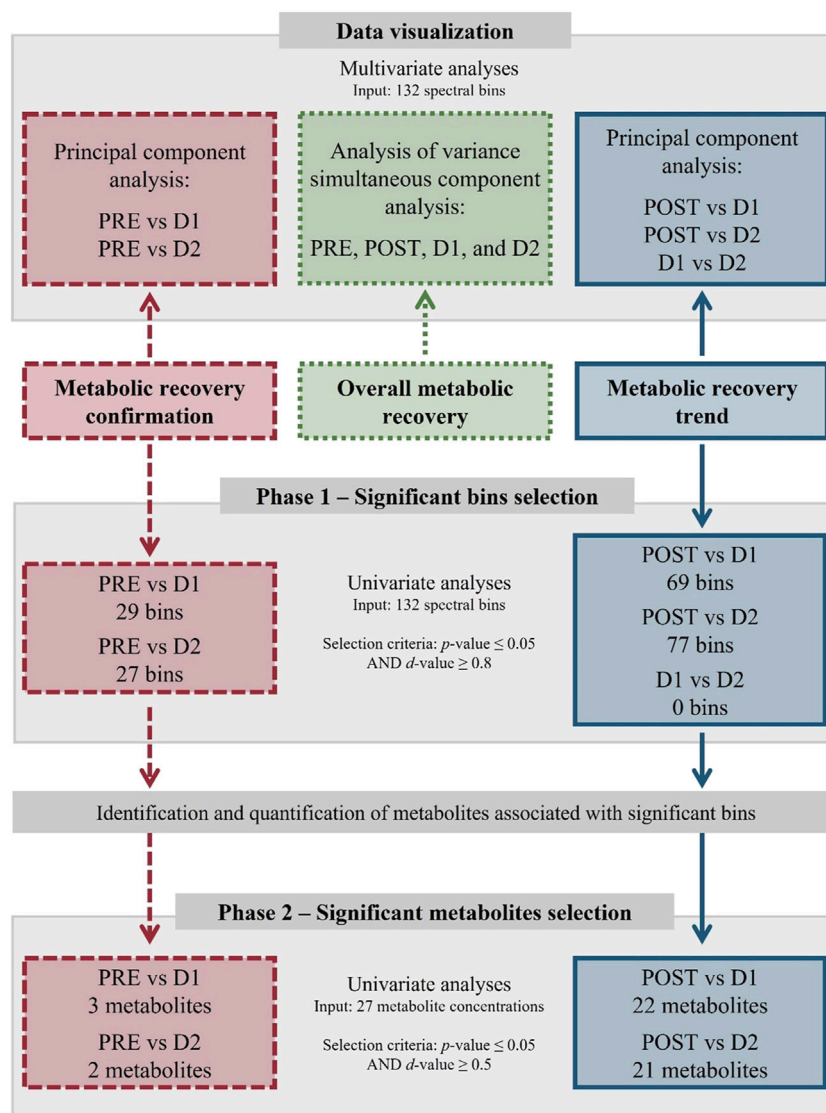 Data visualization
Multivariate analyses
Input: 132 spectral bins
Principal component
analysis:
PRE vs D1
PRE vs D2
Analysis of variance
simultaneous component
analysis:
PRE, POST, D1, and D2
Principal component
analysis:
POST vs D1
POST vs D2
D1 vs D2
Metabolic recovery
confirmation
Overall metabolic
recovery
Metabolic recovery
trend
Phase 1 – Significant bins selection
PRE vs D1
29 bins
PRE vs D2
27 bins
Univariate analyses
Input: 132 spectral bins
Selection criteria: p-value ≤ 0.05
AND d-value ≥ 0.8
POST vs D1
69 bins
POST vs D2
77 bins
D1 vs D2
0 bins
Identification and quantification of metabolites associated with significant bins
Phase 2 – Significant metabolites selection
PRE vs D1
3 metabolites
PRE vs D2
2 metabolites
Univariate analyses
Input: 27 metabolite concentrations
Selection criteria: p-value ≤ 0.05
AND d-value ≥ 0.5
POST vs D1
22 metabolites
POST vs D2
21 metabolites